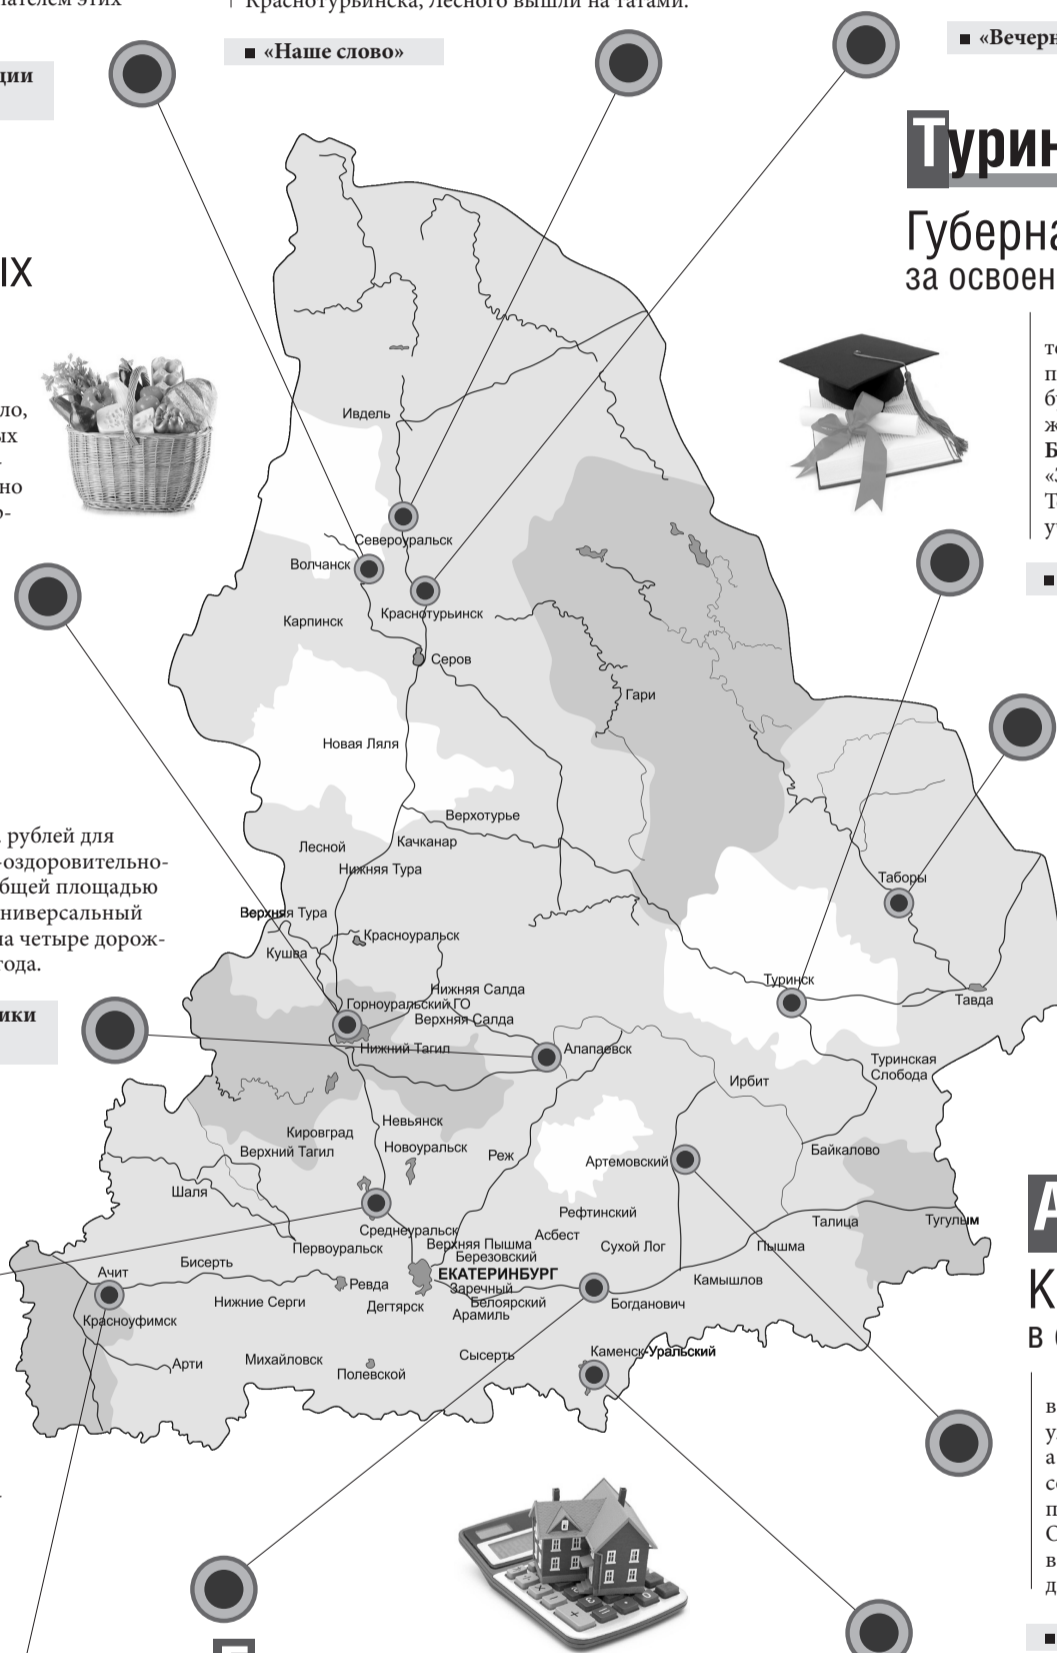 Краснотурьинска, Лесного вышли на татами.
■ «Наше слово»
■ «Вечерн
ции
Турин
Губерна
за освоен
ых
ло,
ых
но
р-
Б
Ивдель
Североуральск
Волчанск
Краснотурьинск
Карпинск
Серов
Гари
Новая Ляля
Верхотурье
Качканар
Лесной
Нижняя Тура
Верхняя Тура
Красноуральск
Кушва
Таборы
Туринск
Тавда
Нижняя Салда
Горноуральский ГО
Верхняя Салда
Нижний Тагил
Алапаевск
Туринская
Слобода
Ирбит
Невьянск
Кировград
Новоуральск
Верхний Тагил
Реж
Артемовский
Байкалово
Шаля
Рефтинский
Талица
Тугулым
Среднеуральск
Асбест
Верхняя Пышма
Первоуральск
Сухой Лог
Пышма
Березовский
Бисерть
Ачит
ЕКАТЕРИНБУРГ
Ревда
Заречный
Камышлов
Нижние Серги
Дегтярск
Белоярский
Богданович
Арамиль
Красноуфимск
Каменск-Уральский
Сысерть
Михайловск
Арти
Полевской
рублей для
-оздоровительно-
бщей площадью
ниверсальный
на четыре дорож-
года.
ики
А
К